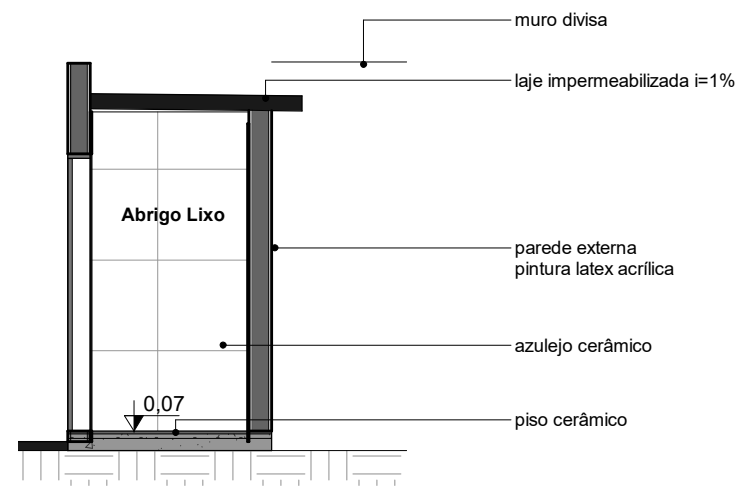 muro divisa
laje impermeabilizada i=1%
Abrigo Lixo
parede externa
pintura latex acrílica
azulejo cerâmico
0,07
piso cerâmico